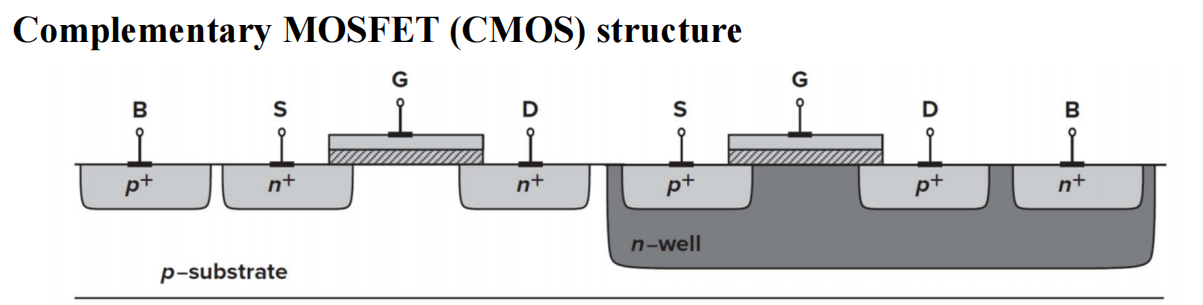 Complementary MOSFET (CMOS) structure
G G
B S D S D B
p+ n+ n+ p+ p+ n+
n-well
p-substrate